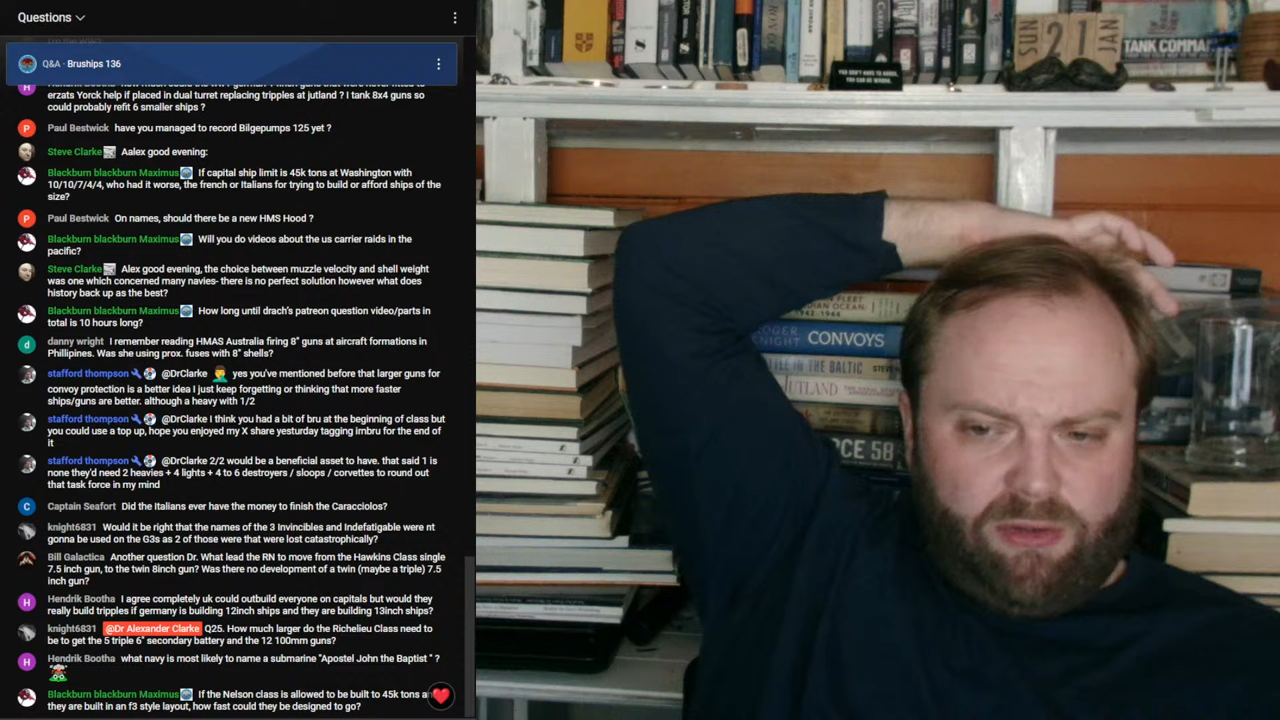 Questions
Q&A · Bruships 136
erzats Yorck help if placed in dual turret replacing tripples at jutland ? I tank 8x4 guns so
could probably refit 6 smaller ships ?
Paul Bestwick have you managed to record Bilgepumps 125 yet ?
Steve Clarke Aalex good evening:
Blackburn blackburn Maximus If capital ship limit is 45k tons at Washington with
10/10/7/4/4, who had it worse, the french or Italians for trying to build or afford ships of the
size?
Paul Bestwick On names, should there be a new HMS Hood ?
Blackburn blackburn Maximus Will you do videos about the us carrier raids in the
pacific?
Steve Clarke Alex good evening, the choice between muzzle velocity and shell weight
was one which concerned many navies- there is no perfect solution however what does
history back up as the best?
Blackburn blackburn Maximus How long until drach's patreon question video/parts in
total is 10 hours long?
danny wright I remember reading HMAS Australia firing 8" guns at aircraft formations in
Phillipines. Was she using prox. fuses with 8" shells?
stafford thompson @DrClarke yes you've mentioned before that larger guns for
convoy protection is a better idea I just keep forgetting or thinking that more faster
ships/guns are better. although a heavy with 1/2
stafford thompson @DrClarke I think you had a bit of bru at the beginning of class but
you could use a top up, hope you enjoyed my X share yesturday tagging imbru for the end of
it
stafford thompson @DrClarke 2/2 would be a beneficial asset to have. that said 1 is
none they'd need 2 heavies + 4 lights + 4 to 6 destroyers / sloops / corvettes to round out
that task force in my mind
Captain Seafort Did the Italians ever have the money to finish the Caracciolos?
knight6831 Would it be right that the names of the 3 Invincibles and Indefatigable were nt
gonna be used on the G3s as 2 of those were that were lost catastrophically?
Bill Galactica Another question Dr. What lead the RN to move from the Hawkins Class single
7.5 inch gun, to the twin 8inch gun? Was there no development of a twin (maybe a triple) 7.5
inch gun?
Hendrik Bootha I agree completely uk could outbuild everyone on capitals but would they
really build tripples if germany is building 12inch ships and they are building 13inch ships?
knight6831 @Dr Alexander Clarke Q25. How much larger do the Richelieu Class need to
be to get the 5 triple 6" secondary battery and the 12 100mm guns?
Hendrik Bootha what navy is most likely to name a submarine "Apostel John the Baptist " ?
Blackburn blackburn Maximus If the Nelson class is allowed to be built to 45k tons
they are built in an f3 style layout, how fast could they be designed to go?
SUN
21
JAN
TANK COMMA
YOU DON'T HAVE TO AGREE,
YOU CAN BE WRONG.
FLEET
INDIAN OCEAN
1942-1944
ROGER
CONVOYS
IN THE BALTIC
JUTLAND
FORCE 58